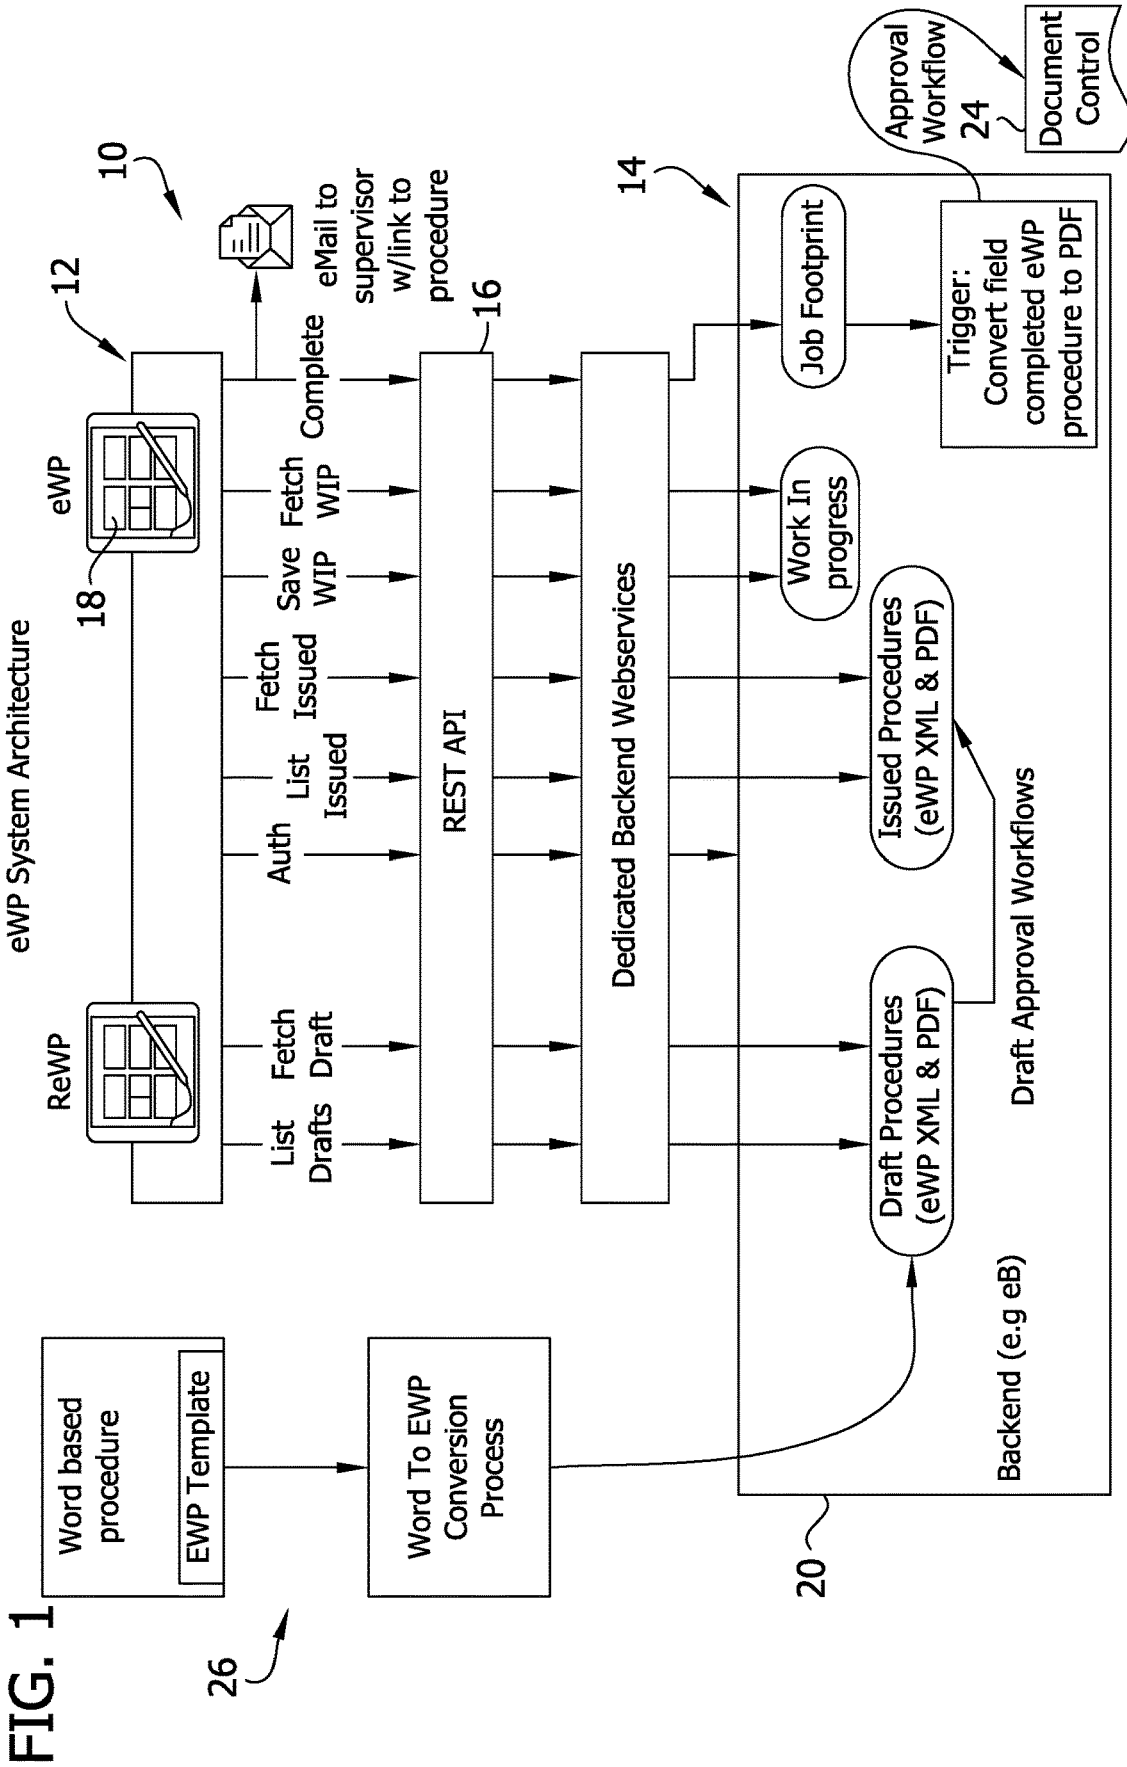 FIG. 1
eWP System Architecture
Word based
procedure
EWP Template
26
Word To EWP
Conversion
Process
ReWP
eWP
18
12
10
eMail to
supervisor
w/link to
procedure
List
Drafts
Fetch
Draft
Auth
List
Issued
Fetch
Issued
Save
WIP
Fetch
WIP
Complete
REST API
16
Dedicated Backend Webservices
14
20
Backend (e.g eB)
Draft Procedures
(eWP XML & PDF)
Draft Approval Workflows
Issued Procedures
(eWP XML & PDF)
Work In
progress
Job Footprint
Trigger:
Convert field
completed eWP
procedure to PDF
Approval
Workflow
24
Document
Control